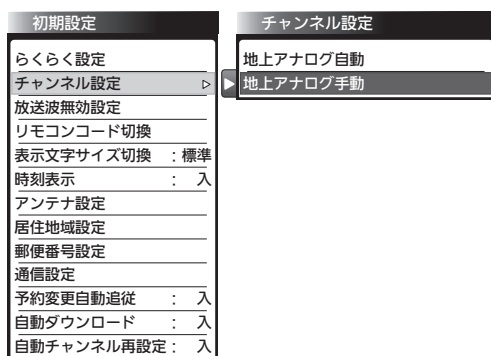 初期設定
らくらく設定
チャンネル設定
放送波無効設定
リモコンコード切換
表示文字サイズ切換 : 標準
時刻表示 : 入
アンテナ設定
居住地域設定
郵便番号設定
通信設定
予約変更自動追従 : 入
自動ダウンロード : 入
自動チャンネル再設定 : 入
チャンネル設定
地上アナログ自動
地上アナログ手動